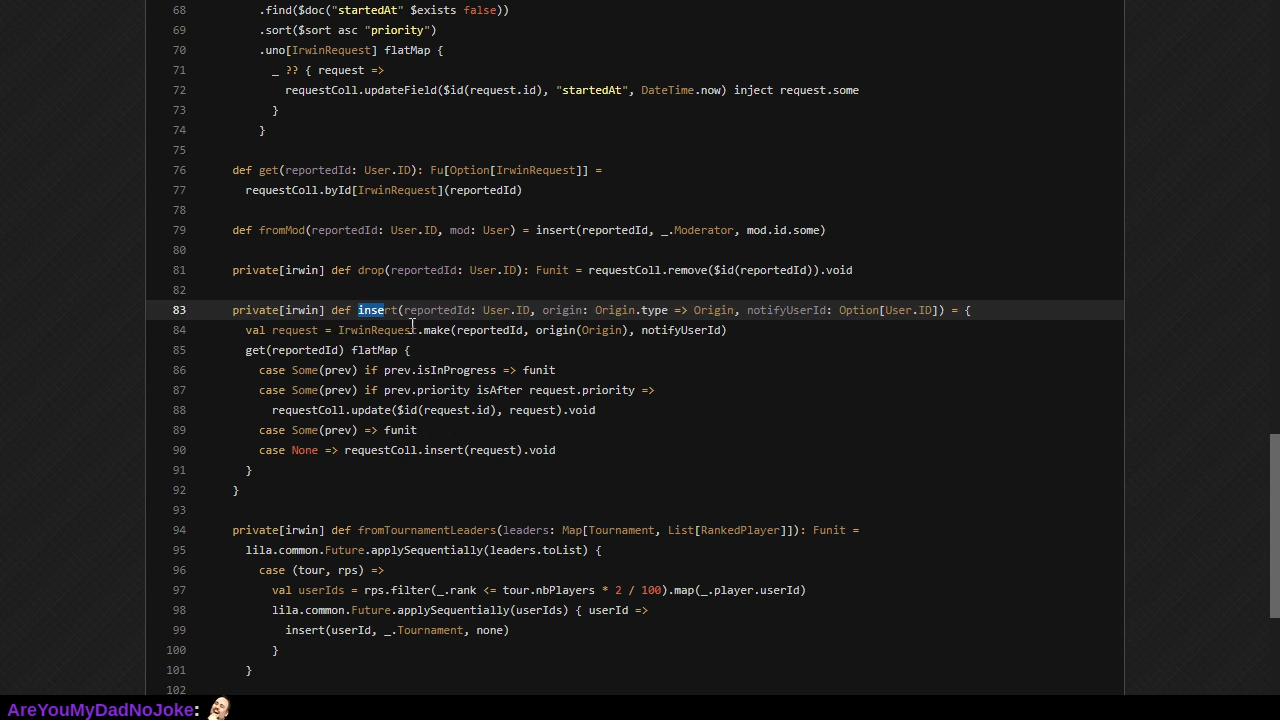 68 .find($doc("startedAt" $exists false))
69 .sort($sort asc "priority")
70 .uno[IrwinRequest] flatMap {
71 _ ?? { request =>
72 requestColl.updateField($id(request.id), "startedAt", DateTime.now) inject request.some
73 }
74 }
75
76 def get(reportedId: User.ID): Fu[Option[IrwinRequest]] =
77 requestColl.byId[IrwinRequest](reportedId)
78
79 def fromMod(reportedId: User.ID, mod: User) = insert(reportedId, _.Moderator, mod.id.some)
80
81 private[irwin] def drop(reportedId: User.ID): Funit = requestColl.remove($id(reportedId)).void
82
83 private[irwin] def insert(reportedId: User.ID, origin: Origin.type => Origin, notifyUserId: Option[User.ID]) = {
84 val request = IrwinRequest.make(reportedId, origin(Origin), notifyUserId)
85 get(reportedId) flatMap {
86 case Some(prev) if prev.isInProgress => funit
87 case Some(prev) if prev.priority isAfter request.priority =>
88 requestColl.update($id(request.id), request).void
89 case Some(prev) => funit
90 case None => requestColl.insert(request).void
91 }
92 }
93
94 private[irwin] def fromTournamentLeaders(leaders: Map[Tournament, List[RankedPlayer]]): Funit =
95 lila.common.Future.applySequentially(leaders.toList) {
96 case (tour, rps) =>
97 val userIds = rps.filter(_.rank <= tour.nbPlayers * 2 / 100).map(_.player.userId)
98 lila.common.Future.applySequentially(userIds) { userId =>
99 insert(userId, _.Tournament, none)
100 }
101 }
102
AreYouMyDadNoJoke: